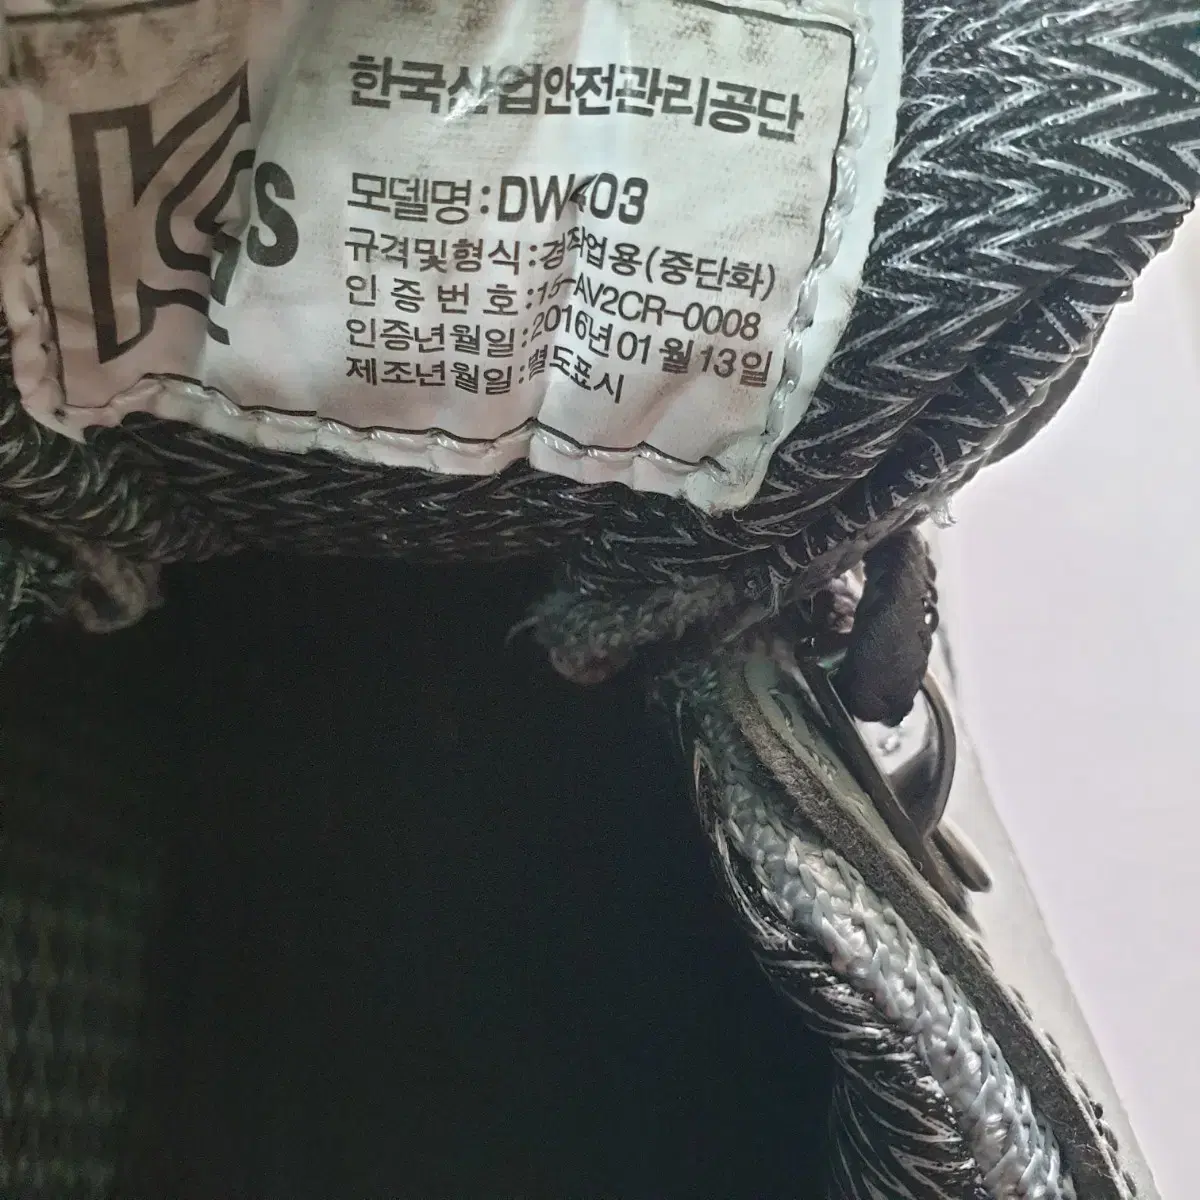 KCs
한국산업안전관리공단
모델명:DW403
규격및형식:경작업용(중단화)
인증번호:15-AV2CR-0008
인증년월일:2016년01월13일
제조년월일:별도표시